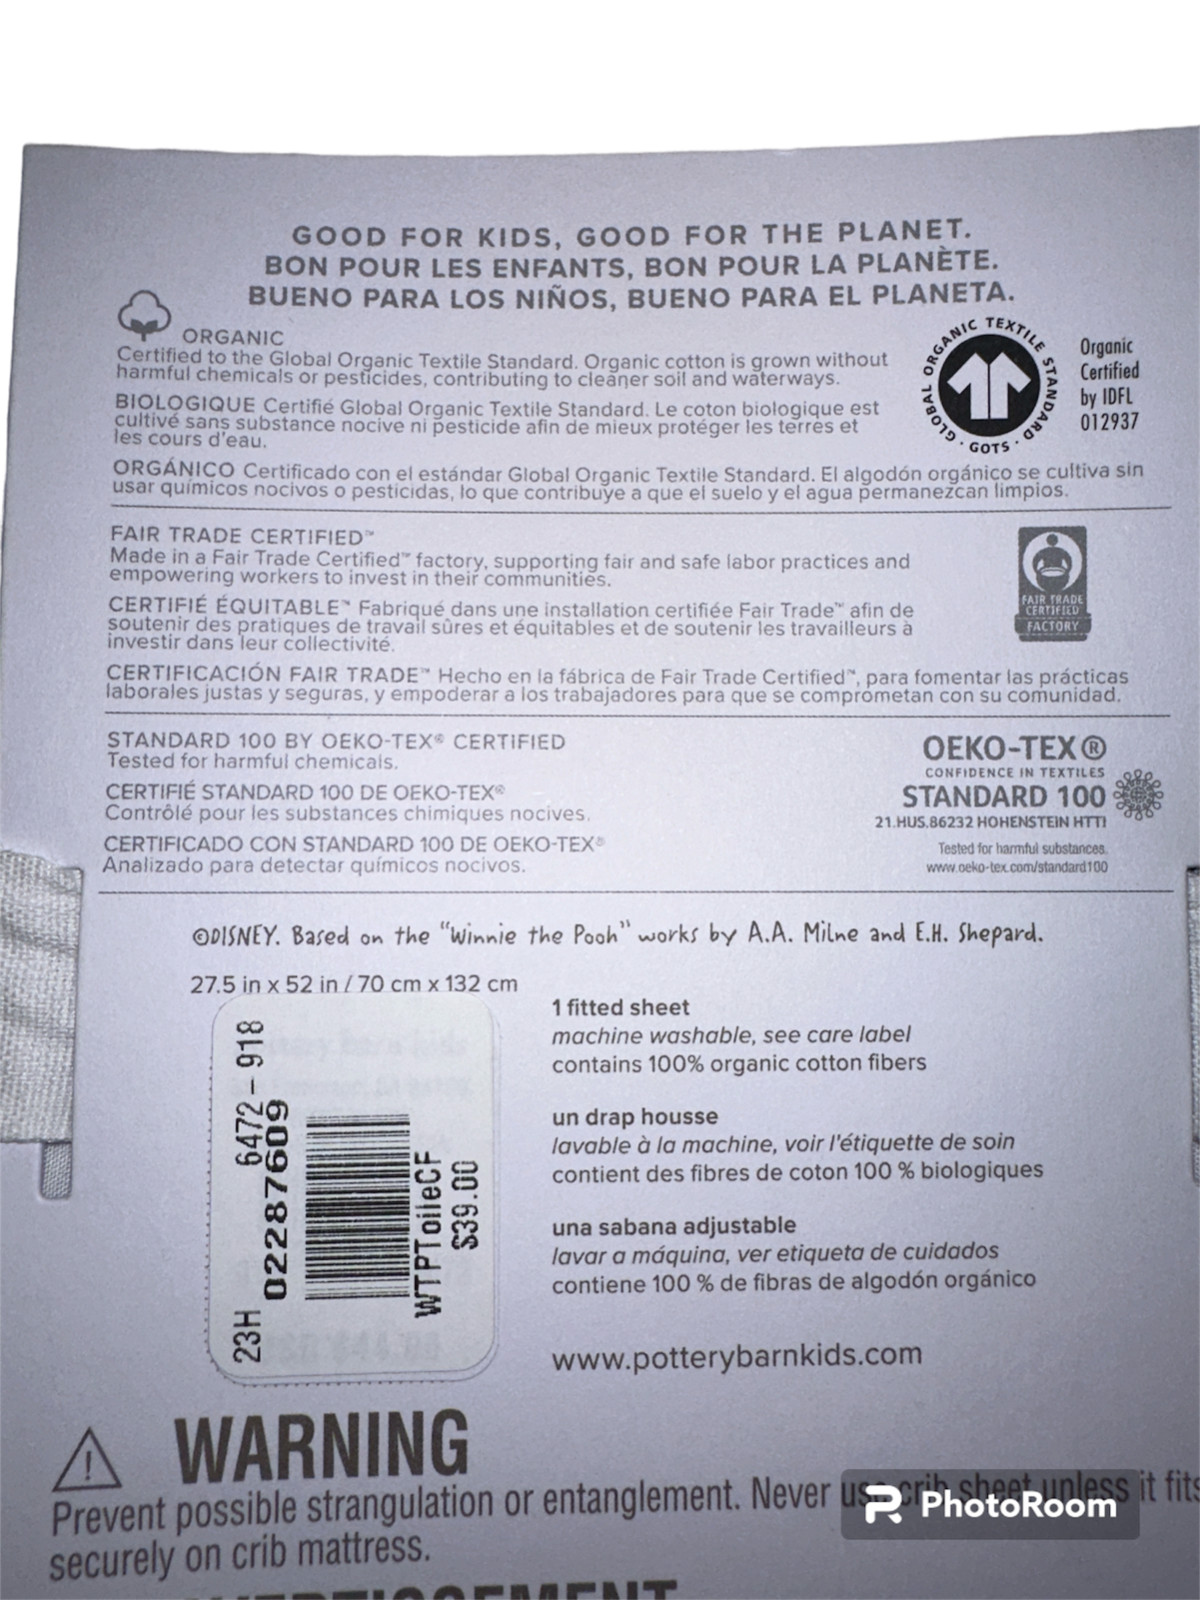 GOOD FOR KIDS, GOOD FOR THE PLANET.
BON POUR LES ENFANTS, BON POUR LA PLANÈTE.
BUENO PARA LOS NIÑOS, BUENO PARA EL PLANETA.
ORGANIC
Certified to the Global Organic Textile Standard. Organic cotton is grown without
harmful chemicals or pesticides, contributing to cleaner soil and waterways.
BIOLOGIQUE Certifié Global Organic Textile Standard. Le coton biologique est
cultivé sans substance nocive ni pesticide afin de mieux protéger les terres et
les cours d'eau.
GLOBAL ORGANIC TEXTILE STANDARD · GOTS ·
Organic
Certified
by IDFL
012937
ORGÁNICO Certificado con el estándar Global Organic Textile Standard. El algodón orgánico se cultiva sin
usar químicos nocivos o pesticidas, lo que contribuye a que el suelo y el agua permanezcan limpios.
FAIR TRADE CERTIFIED™
Made in a Fair Trade Certified™ factory, supporting fair and safe labor practices and
empowering workers to invest in their communities.
CERTIFIÉ ÉQUITABLE™ Fabriqué dans une installation certifiée Fair Trade™ afin de
soutenir des pratiques de travail sûres et équitables et de soutenir les travailleurs à
investir dans leur collectivité.
FAIR TRADE
CERTIFIED
FACTORY
CERTIFICACIÓN FAIR TRADE™ Hecho en la fábrica de Fair Trade Certified™, para fomentar las prácticas
laborales justas y seguras, y empoderar a los trabajadores para que se comprometan con su comunidad.
STANDARD 100 BY OEKO-TEX® CERTIFIED
Tested for harmful chemicals.
CERTIFIÉ STANDARD 100 DE OEKO-TEX®
Contrôlé pour les substances chimiques nocives.
CERTIFICADO CON STANDARD 100 DE OEKO-TEX®
Analizado para detectar químicos nocivos.
OEKO-TEX®
CONFIDENCE IN TEXTILES
STANDARD 100
21.HUS.86232 HOHENSTEIN HTTI
Tested for harmful substances.
www.oeko-tex.com/standard100
©DISNEY. Based on the "Winnie the Pooh" works by A.A. Milne and E.H. Shepard.
27.5 in x 52 in / 70 cm x 132 cm
23H 6472-918
02287609
WTPToileCF
$39.00
1 fitted sheet
machine washable, see care label
contains 100% organic cotton fibers
un drap housse
lavable à la machine, voir l'étiquette de soin
contient des fibres de coton 100 % biologiques
una sabana adjustable
lavar a máquina, ver etiqueta de cuidados
contiene 100 % de fibras de algodón orgánico
www.potterybarnkids.com
WARNING
Prevent possible strangulation or entanglement. Never use crib sheet unless it fits
securely on crib mattress.
PhotoRoom